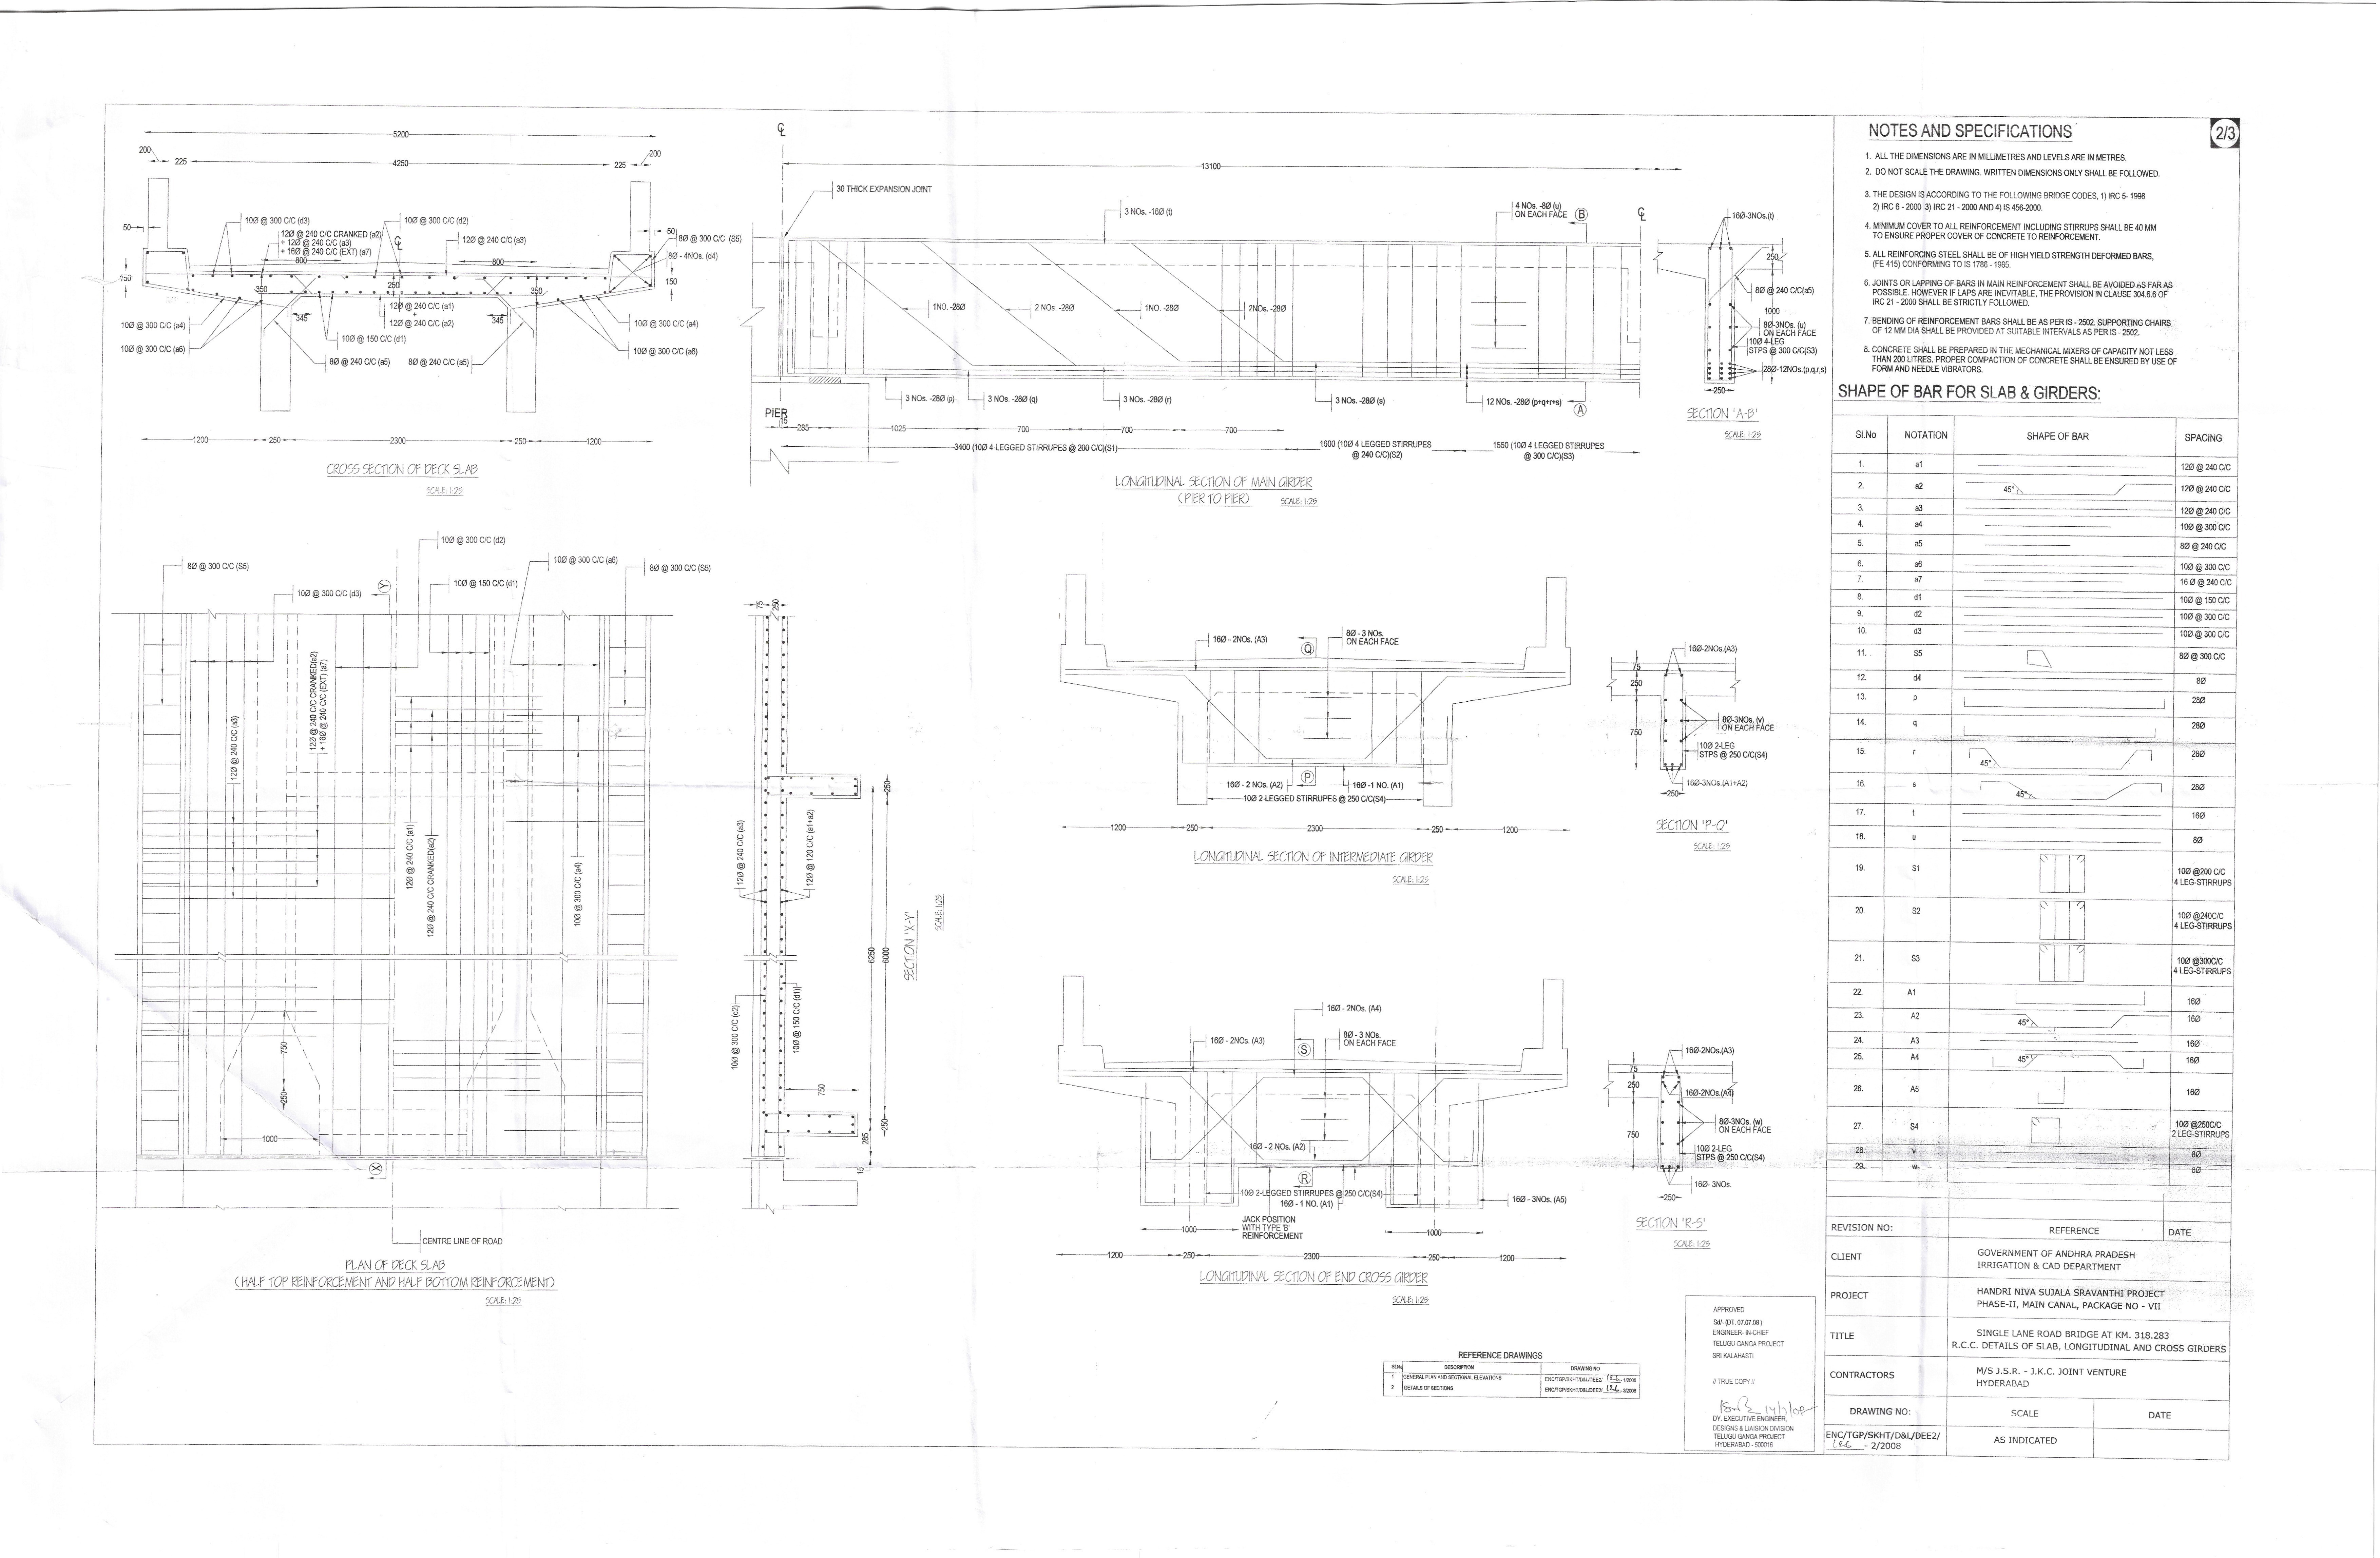 5200
200
225
4250
225
200
50
10Ø @ 300 C/C (d3)
10Ø @ 300 C/C (d2)
12Ø @ 240 C/C CRANKED (a2)
+ 12Ø @ 240 C/C (a3)
+ 16Ø @ 240 C/C (EXT) (a7)
800
12Ø @ 240 C/C (a3)
800
50
8Ø @ 300 C/C (S5)
8Ø - 4NOs. (d4)
150
150
350
250
350
12Ø @ 240 C/C (a1)
+
12Ø @ 240 C/C (a2)
345
345
10Ø @ 300 C/C (a4)
10Ø @ 300 C/C (a6)
10Ø @ 150 C/C (d1)
8Ø @ 240 C/C (a5)
8Ø @ 240 C/C (a5)
10Ø @ 300 C/C (a4)
10Ø @ 300 C/C (a6)
1200
250
2300
250
1200
CROSS SECTION OF DECK SLAB
SCALE: 1:25
13100
30 THICK EXPANSION JOINT
3 NOs. -16Ø (t)
4 NOs. -8Ø (u)
ON EACH FACE
B
1NO. -28Ø
2 NOs. -28Ø
1NO. -28Ø
2NOs. -28Ø
3 NOs. -28Ø (p)
3 NOs. -28Ø (q)
3 NOs. -28Ø (r)
3 NOs. -28Ø (s)
12 NOs. -28Ø (p+q+r+s)
A
PIER
15
285
1025
700
700
700
3400 (10Ø 4-LEGGED STIRRUPES @ 200 C/C)(S1)
1600 (10Ø 4 LEGGED STIRRUPES
@ 240 C/C)(S2)
1550 (10Ø 4 LEGGED STIRRUPES
@ 300 C/C)(S3)
LONGITUDINAL SECTION OF MAIN GIRDER
(PIER TO PIER)
SCALE: 1:25
16Ø-3NOs.(t)
250
8Ø @ 240 C/C(a5)
1000
8Ø-3NOs. (u)
ON EACH FACE
10Ø 4-LEG
STPS @ 300 C/C(S3)
28Ø-12NOs.(p,q,r,s)
250
SECTION 'A-B'
SCALE: 1:25
8Ø @ 300 C/C (S5)
10Ø @ 300 C/C (d3)
Y
10Ø @ 300 C/C (d2)
10Ø @ 150 C/C (d1)
10Ø @ 300 C/C (a6)
8Ø @ 300 C/C (S5)
12Ø @ 240 C/C (a3)
12Ø @ 240 C/C CRANKED(a2)
+ 16Ø @ 240 C/C (EXT) (a7)
12Ø @ 240 C/C (a1)
12Ø @ 240 C/C CRANKED(a2)
10Ø @ 300 C/C (a4)
750
250
1000
X
CENTRE LINE OF ROAD
PLAN OF DECK SLAB
(HALF TOP REINFORCEMENT AND HALF BOTTOM REINFORCEMENT)
SCALE: 1:25
75
250
12Ø @ 240 C/C (a3)
12Ø @ 120 C/C (a1+a2)
10Ø @ 300 C/C (d2)
10Ø @ 150 C/C (d1)
250
6250
6000
750
250
285
15
SECTION 'X-Y'
SCALE: 1:25
16Ø - 2NOs. (A3)
Q
8Ø - 3 NOs.
ON EACH FACE
16Ø - 2 NOs. (A2)
P
16Ø -1 NO. (A1)
10Ø 2-LEGGED STIRRUPES @ 250 C/C(S4)
1200
250
2300
250
1200
LONGITUDINAL SECTION OF INTERMEDIATE GIRDER
SCALE: 1:25
16Ø-2NOs.(A3)
75
250
750
8Ø-3NOs. (v)
ON EACH FACE
10Ø 2-LEG
STPS @ 250 C/C(S4)
16Ø-3NOs.(A1+A2)
250
SECTION 'P-Q'
SCALE: 1:25
16Ø - 2NOs. (A4)
16Ø - 2NOs. (A3)
S
8Ø - 3 NOs.
ON EACH FACE
16Ø - 2 NOs. (A2)
R
10Ø 2-LEGGED STIRRUPES @ 250 C/C(S4)
16Ø - 1 NO. (A1)
16Ø - 3NOs. (A5)
1000
JACK POSITION
WITH TYPE 'B'
REINFORCEMENT
1000
1200
250
2300
250
1200
LONGITUDINAL SECTION OF END CROSS GIRDER
SCALE: 1:25
16Ø-2NOs.(A3)
75
250
16Ø-2NOs.(A4)
8Ø-3NOs. (w)
ON EACH FACE
750
10Ø 2-LEG
STPS @ 250 C/C(S4)
16Ø- 3NOs.
250
SECTION 'R-S'
SCALE: 1:25
REFERENCE DRAWINGS
Sl.No DESCRIPTION DRAWING NO
1 GENERAL PLAN AND SECTIONAL ELEVATIONS ENC/TGP/SKHT/D&L/DEE2/ 126 - 1/2008
2 DETAILS OF SECTIONS ENC/TGP/SKHT/D&L/DEE2/ 126 - 3/2008
APPROVED
Sd/- (DT. 07.07.08 )
ENGINEER- IN-CHIEF
TELUGU GANGA PROJECT
SRI KALAHASTI
// TRUE COPY //
DY. EXECUTIVE ENGINEER,
DESIGNS & LIAISION DIVISION
TELUGU GANGA PROJECT
HYDERABAD - 500016
NOTES AND SPECIFICATIONS
2/3
1. ALL THE DIMENSIONS ARE IN MILLIMETRES AND LEVELS ARE IN METRES.
2. DO NOT SCALE THE DRAWING. WRITTEN DIMENSIONS ONLY SHALL BE FOLLOWED.
3. THE DESIGN IS ACCORDING TO THE FOLLOWING BRIDGE CODES, 1) IRC 5- 1998
2) IRC 6 - 2000 3) IRC 21 - 2000 AND 4) IS 456-2000.
4. MINIMUM COVER TO ALL REINFORCEMENT INCLUDING STIRRUPS SHALL BE 40 MM
TO ENSURE PROPER COVER OF CONCRETE TO REINFORCEMENT.
5. ALL REINFORCING STEEL SHALL BE OF HIGH YIELD STRENGTH DEFORMED BARS,
(FE 415) CONFORMING TO IS 1786 - 1985.
6. JOINTS OR LAPPING OF BARS IN MAIN REINFORCEMENT SHALL BE AVOIDED AS FAR AS
POSSIBLE. HOWEVER IF LAPS ARE INEVITABLE, THE PROVISION IN CLAUSE 304.6.6 OF
IRC 21 - 2000 SHALL BE STRICTLY FOLLOWED.
7. BENDING OF REINFORCEMENT BARS SHALL BE AS PER IS - 2502. SUPPORTING CHAIRS
OF 12 MM DIA SHALL BE PROVIDED AT SUITABLE INTERVALS AS PER IS - 2502.
8. CONCRETE SHALL BE PREPARED IN THE MECHANICAL MIXERS OF CAPACITY NOT LESS
THAN 200 LITRES. PROPER COMPACTION OF CONCRETE SHALL BE ENSURED BY USE OF
FORM AND NEEDLE VIBRATORS.
SHAPE OF BAR FOR SLAB & GIRDERS:
Sl.No NOTATION SHAPE OF BAR SPACING
1. a1 12Ø @ 240 C/C
2. a2 45° 12Ø @ 240 C/C
3. a3 12Ø @ 240 C/C
4. a4 10Ø @ 300 C/C
5. a5 8Ø @ 240 C/C
6. a6 10Ø @ 300 C/C
7. a7 16 Ø @ 240 C/C
8. d1 10Ø @ 150 C/C
9. d2 10Ø @ 300 C/C
10. d3 10Ø @ 300 C/C
11. S5 8Ø @ 300 C/C
12. d4 8Ø
13. p 28Ø
14. q 28Ø
15. r 45° 28Ø
16. s 45° 28Ø
17. t 16Ø
18. u 8Ø
19. S1 10Ø @200 C/C
4 LEG-STIRRUPS
20. S2 10Ø @240C/C
4 LEG-STIRRUPS
21. S3 10Ø @300C/C
4 LEG-STIRRUPS
22. A1 16Ø
23. A2 45° 16Ø
24. A3 16Ø
25. A4 45° 16Ø
26. A5 16Ø
27. S4 10Ø @250C/C
2 LEG-STIRRUPS
28. v 8Ø
29. w 8Ø
REVISION NO: REFERENCE DATE
CLIENT GOVERNMENT OF ANDHRA PRADESH
IRRIGATION & CAD DEPARTMENT
PROJECT HANDRI NIVA SUJALA SRAVANTHI PROJECT
PHASE-II, MAIN CANAL, PACKAGE NO - VII
TITLE SINGLE LANE ROAD BRIDGE AT KM. 318.283
R.C.C. DETAILS OF SLAB, LONGITUDINAL AND CROSS GIRDERS
CONTRACTORS M/S J.S.R. - J.K.C. JOINT VENTURE
HYDERABAD
DRAWING NO: SCALE DATE
ENC/TGP/SKHT/D&L/DEE2/
126 - 2/2008
AS INDICATED